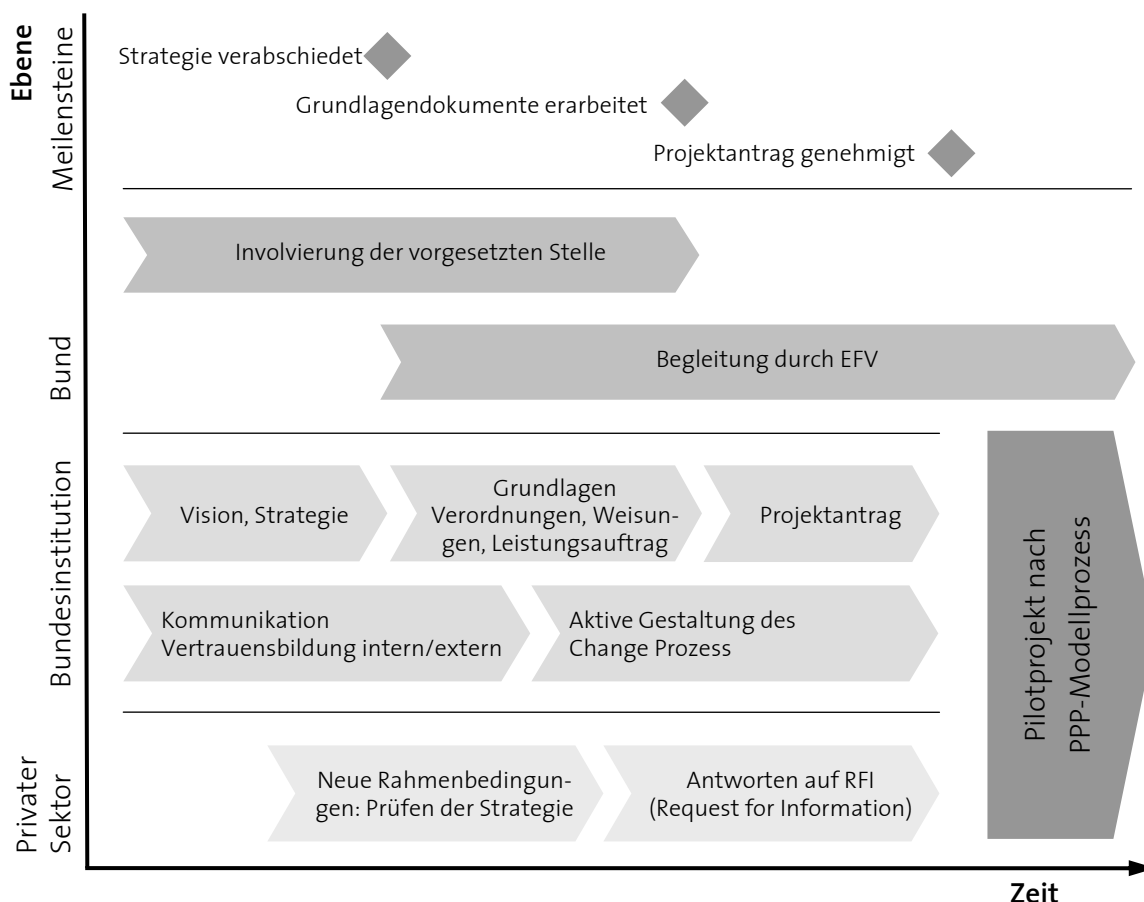 Ebene
Meilensteine
Strategie verabschiedet
Grundlagendokumente erarbeitet
Projektantrag genehmigt
Bund
Involvierung der vorgesetzten Stelle
Begleitung durch EFV
Bundesinstitution
Vision, Strategie
Grundlagen
Verordnungen, Weisun-
gen, Leistungsauftrag
Projektantrag
Kommunikation
Vertrauensbildung intern/extern
Aktive Gestaltung des
Change Prozess
Privater
Sektor
Neue Rahmenbedingun-
gen: Prüfen der Strategie
Antworten auf RFI
(Request for Information)
Pilotprojekt nach
PPP-Modellprozess
Zeit